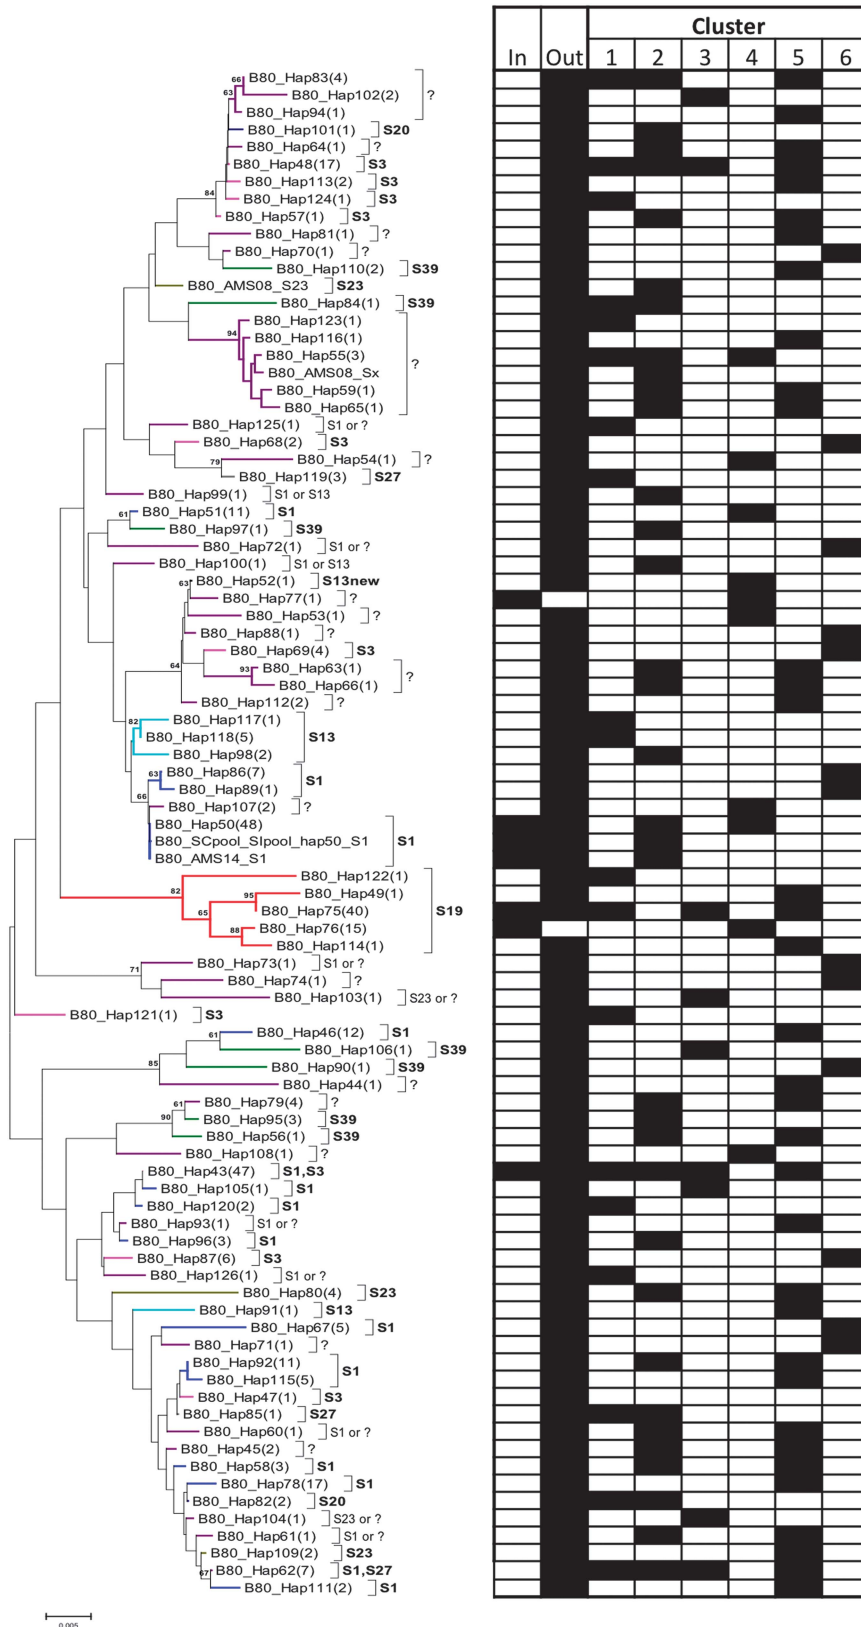 Cluster
In Out 1 2 3 4 5 6
66 B80_Hap83(4)
63 B80_Hap102(2) ?
B80_Hap94(1)
B80_Hap101(1) S20
B80_Hap64(1) ?
B80_Hap48(17) S3
B80_Hap113(2) S3
84 B80_Hap124(1) S3
B80_Hap57(1) S3
B80_Hap81(1) ?
B80_Hap70(1) ?
B80_Hap110(2) S39
B80_AMS08_S23 S23
B80_Hap84(1) S39
B80_Hap123(1)
94 B80_Hap116(1)
B80_Hap55(3) ?
B80_AMS08_Sx
B80_Hap59(1)
B80_Hap65(1)
B80_Hap125(1) S1 or ?
B80_Hap68(2) S3
79 B80_Hap54(1) ?
B80_Hap119(3) S27
B80_Hap99(1) S1 or S13
61 B80_Hap51(11) S1
B80_Hap97(1) S39
B80_Hap72(1) S1 or ?
B80_Hap100(1) S1 or S13
63 B80_Hap52(1) S13new
B80_Hap77(1) ?
B80_Hap53(1) ?
B80_Hap88(1) ?
B80_Hap69(4) S3
64 93 B80_Hap63(1) ?
B80_Hap66(1)
B80_Hap112(2) ?
82 B80_Hap117(1)
B80_Hap118(5) S13
B80_Hap98(2)
63 B80_Hap86(7) S1
B80_Hap89(1)
66 B80_Hap107(2) ?
B80_Hap50(48)
B80_SCpool_SIpool_hap50_S1 S1
B80_AMS14_S1
B80_Hap122(1)
82 95 B80_Hap49(1)
65 B80_Hap75(40) S19
88 B80_Hap76(15)
B80_Hap114(1)
B80_Hap73(1) S1 or ?
71 B80_Hap74(1) ?
B80_Hap103(1) S23 or ?
B80_Hap121(1) S3
61 B80_Hap46(12) S1
B80_Hap106(1) S39
85 B80_Hap90(1) S39
B80_Hap44(1) ?
61 B80_Hap79(4) ?
90 B80_Hap95(3) S39
B80_Hap56(1) S39
B80_Hap108(1) ?
B80_Hap43(47) S1,S3
B80_Hap105(1) S1
B80_Hap120(2) S1
B80_Hap93(1) S1 or ?
B80_Hap96(3) S1
B80_Hap87(6) S3
B80_Hap126(1) S1 or ?
B80_Hap80(4) S23
B80_Hap91(1) S13
B80_Hap67(5) S1
B80_Hap71(1) ?
B80_Hap92(11) S1
B80_Hap115(5)
B80_Hap47(1) S3
B80_Hap85(1) S27
B80_Hap60(1) S1 or ?
B80_Hap45(2) ?
B80_Hap58(3) S1
B80_Hap78(17) S1
B80_Hap82(2) S20
B80_Hap104(1) S23 or ?
B80_Hap61(1) S1 or ?
B80_Hap109(2) S23
67 B80_Hap62(7) S1,S27
B80_Hap111(2) S1
0.005